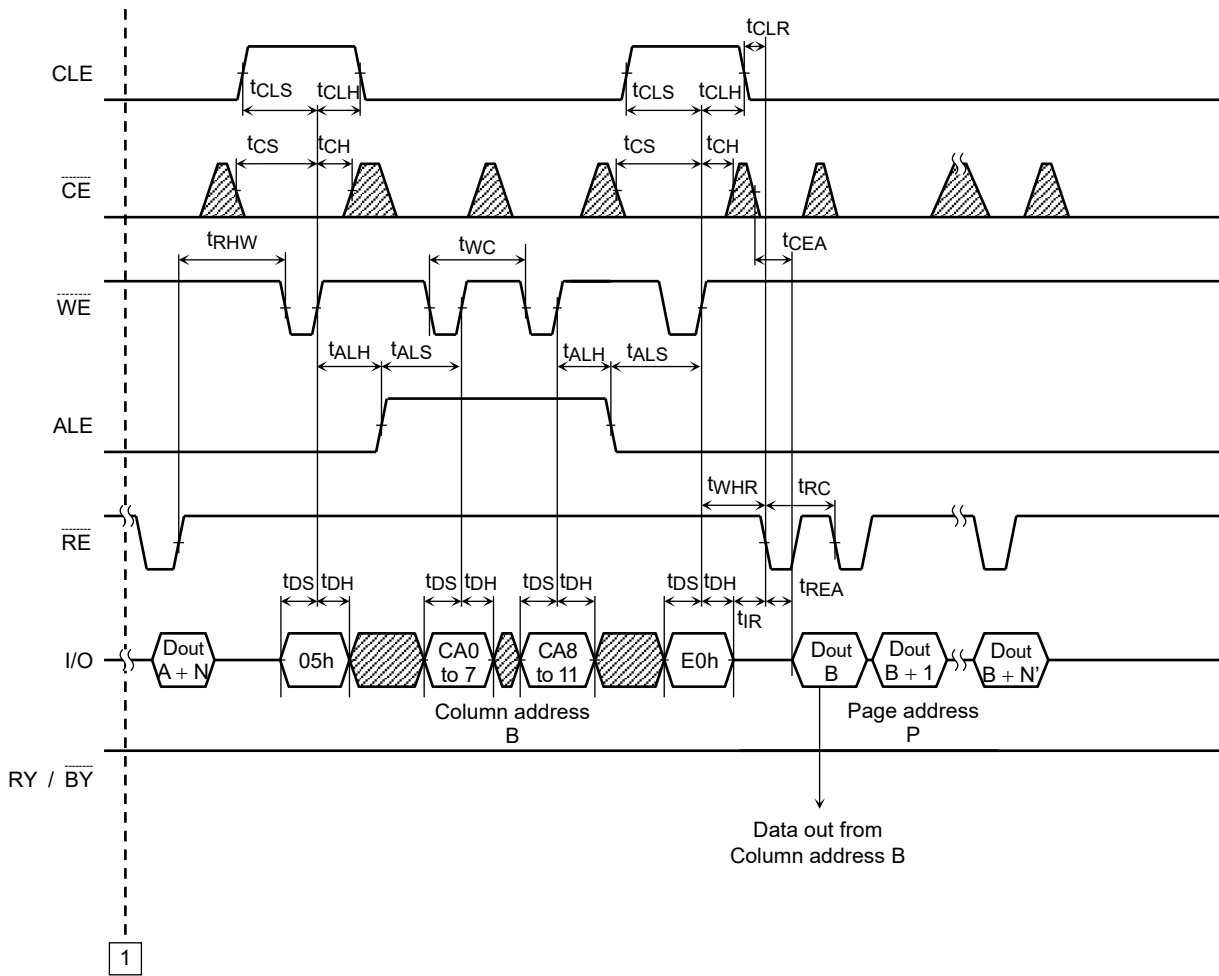 tCLR
CLE
tCLS tCLH tCLS tCLH
tCS tCH tCS tCH
CE
tRHW tWC tCEA
WE
tALH tALS tALH tALS
ALE
tWHR tRC
RE
tDS tDH tDS tDH tDS tDH tDS tDH tREA
tIR
I/O
Dout
A + N
05h
CA0
to 7
CA8
to 11
E0h
Dout
B
Dout
B + 1
Dout
B + N’
Column address
B
Page address
P
RY / BY
Data out from
Column address B
1